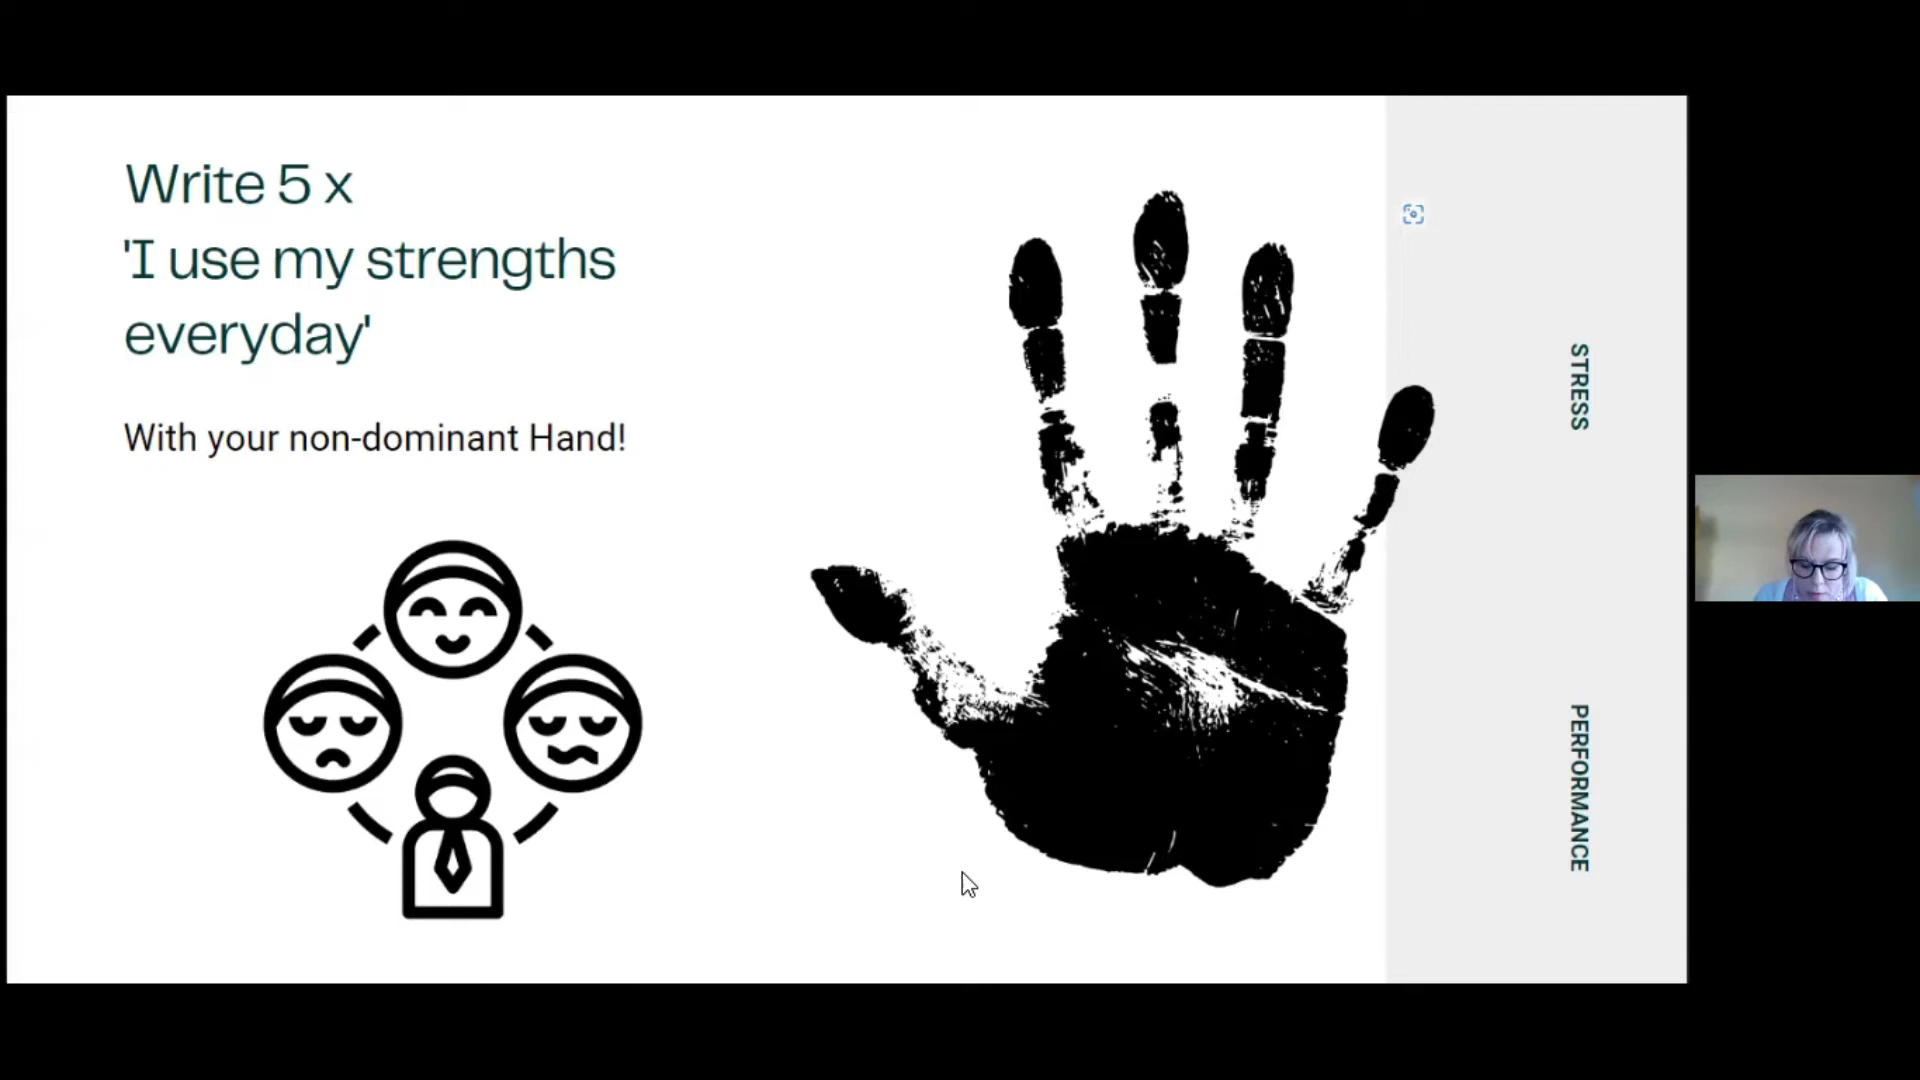 Write 5 x
'I use my strengths
everyday'
With your non-dominant Hand!
STRESS
PERFORMANCE